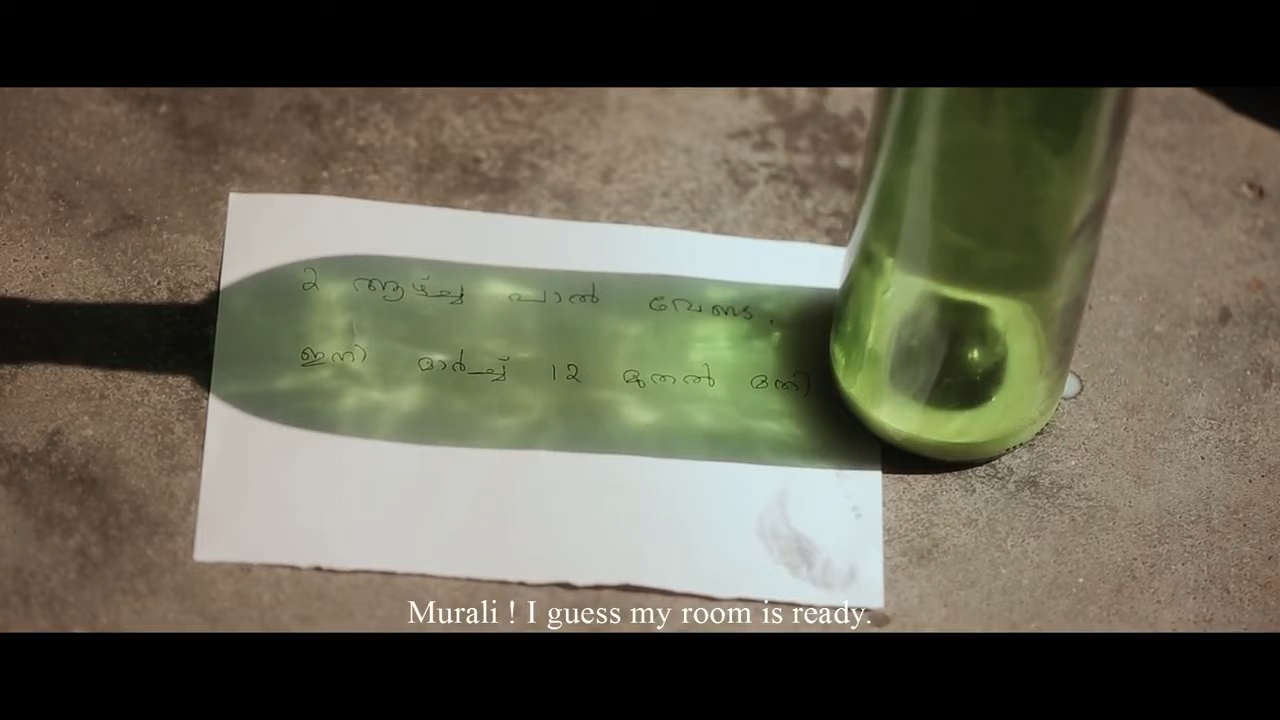 2 ആഴ്ച്ച പാൽ വേണ്ട.
ഇനി മാർച്ച് 12 മുതൽ മതി
Murali ! I guess my room is ready.